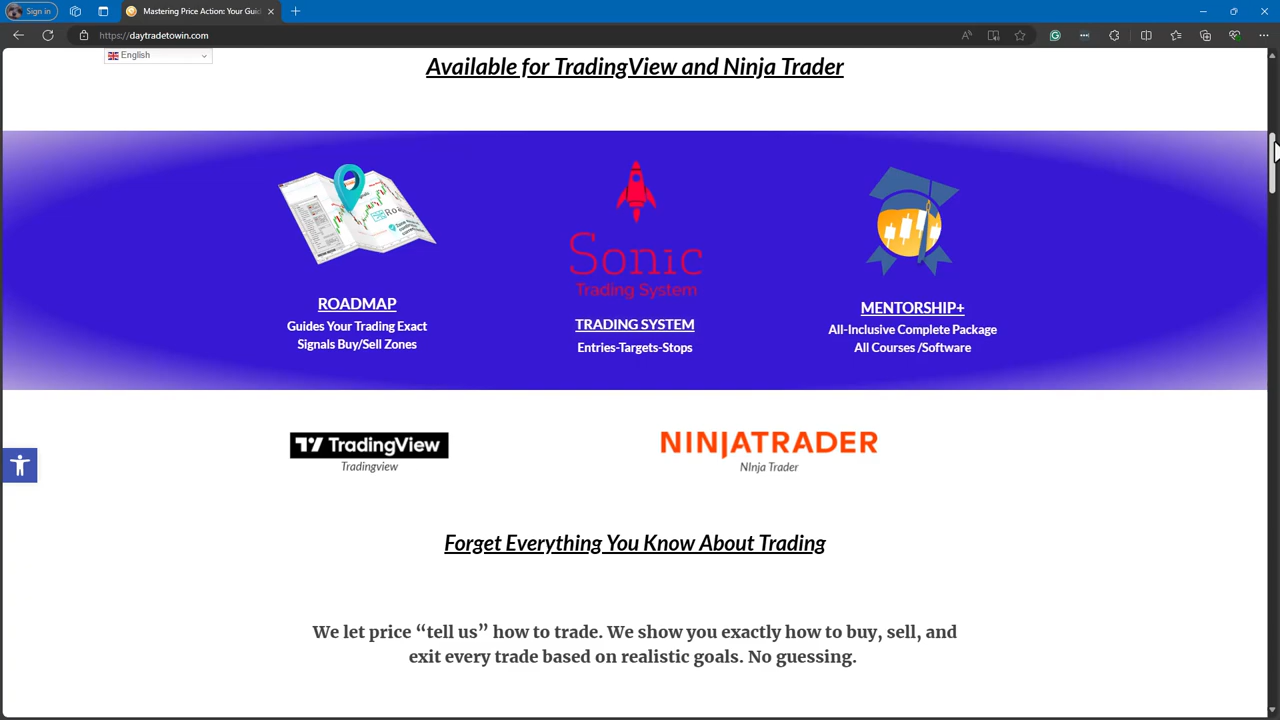 Sign in
Mastering Price Action: Your Guid
https://daytradetowin.com
English
Available for TradingView and Ninja Trader
Sonic
Trading System
ROADMAP
Guides Your Trading Exact
Signals Buy/Sell Zones
TRADING SYSTEM
Entries-Targets-Stops
MENTORSHIP+
All-Inclusive Complete Package
All Courses /Software
TradingView
Tradingview
NINJATRADER
NInja Trader
Forget Everything You Know About Trading
We let price “tell us” how to trade. We show you exactly how to buy, sell, and
exit every trade based on realistic goals. No guessing.